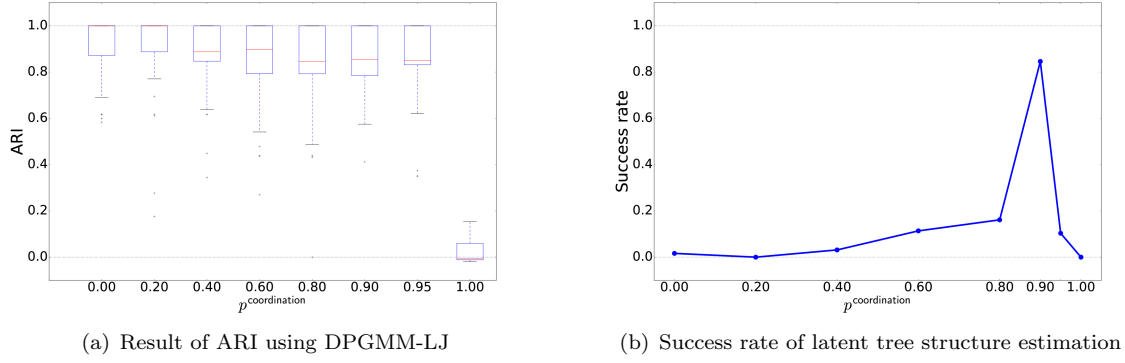 1.0
0.8
0.6
0.4
0.2
0.0
ARI
0.00 0.20 0.40 0.60 0.80 0.90 0.95 1.00
p^coordination
(a) Result of ARI using DPGMM-LJ
1.0
0.8
0.6
0.4
0.2
0.0
Success rate
0.00 0.20 0.40 0.60 0.80 0.90 1.00
p^coordination
(b) Success rate of latent tree structure estimation